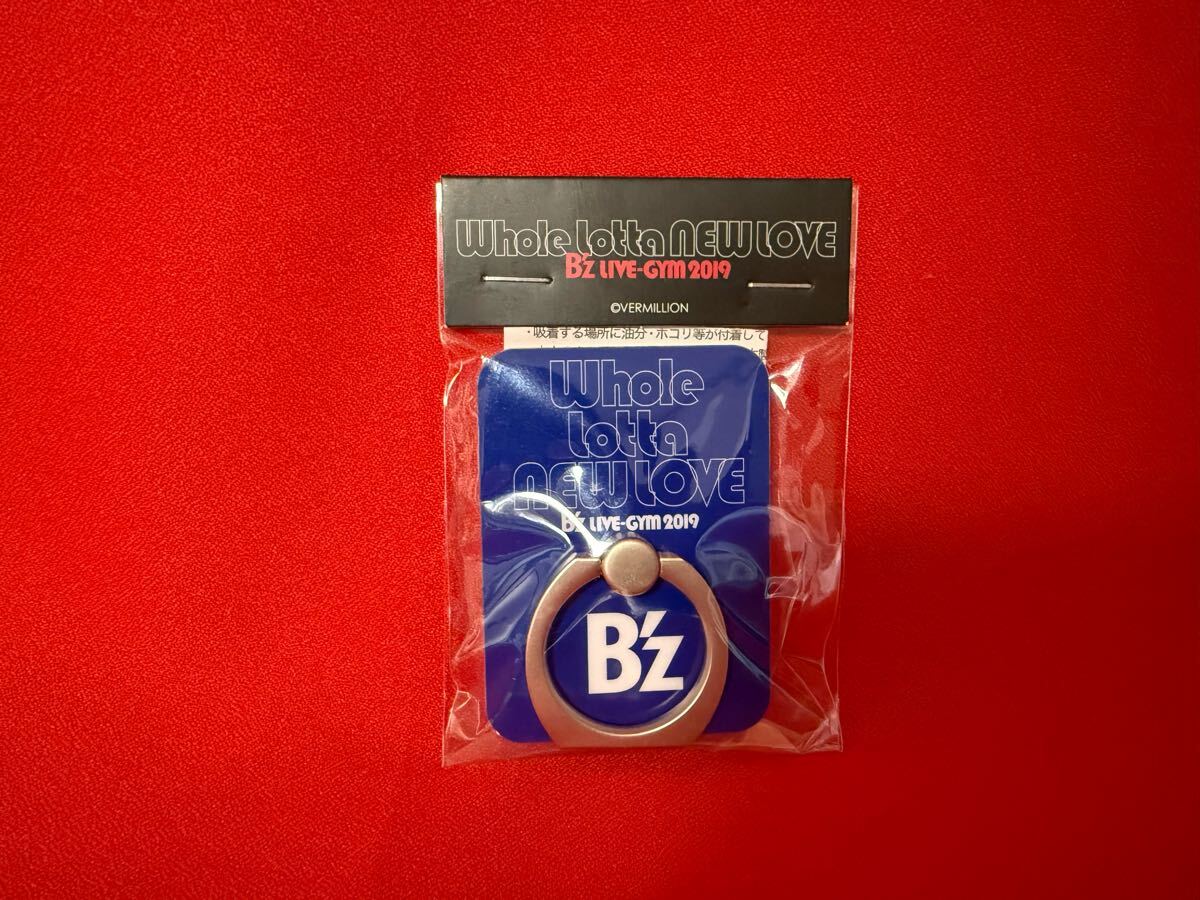 Whole Lotta NEW LOVE
B'z LIVE-GYM 2019
©VERMILLION
・吸着する場所に油分・ホコリ等が付着して
Whole
Lotta
NEW LOVE
B'z LIVE-GYM 2019
B'z